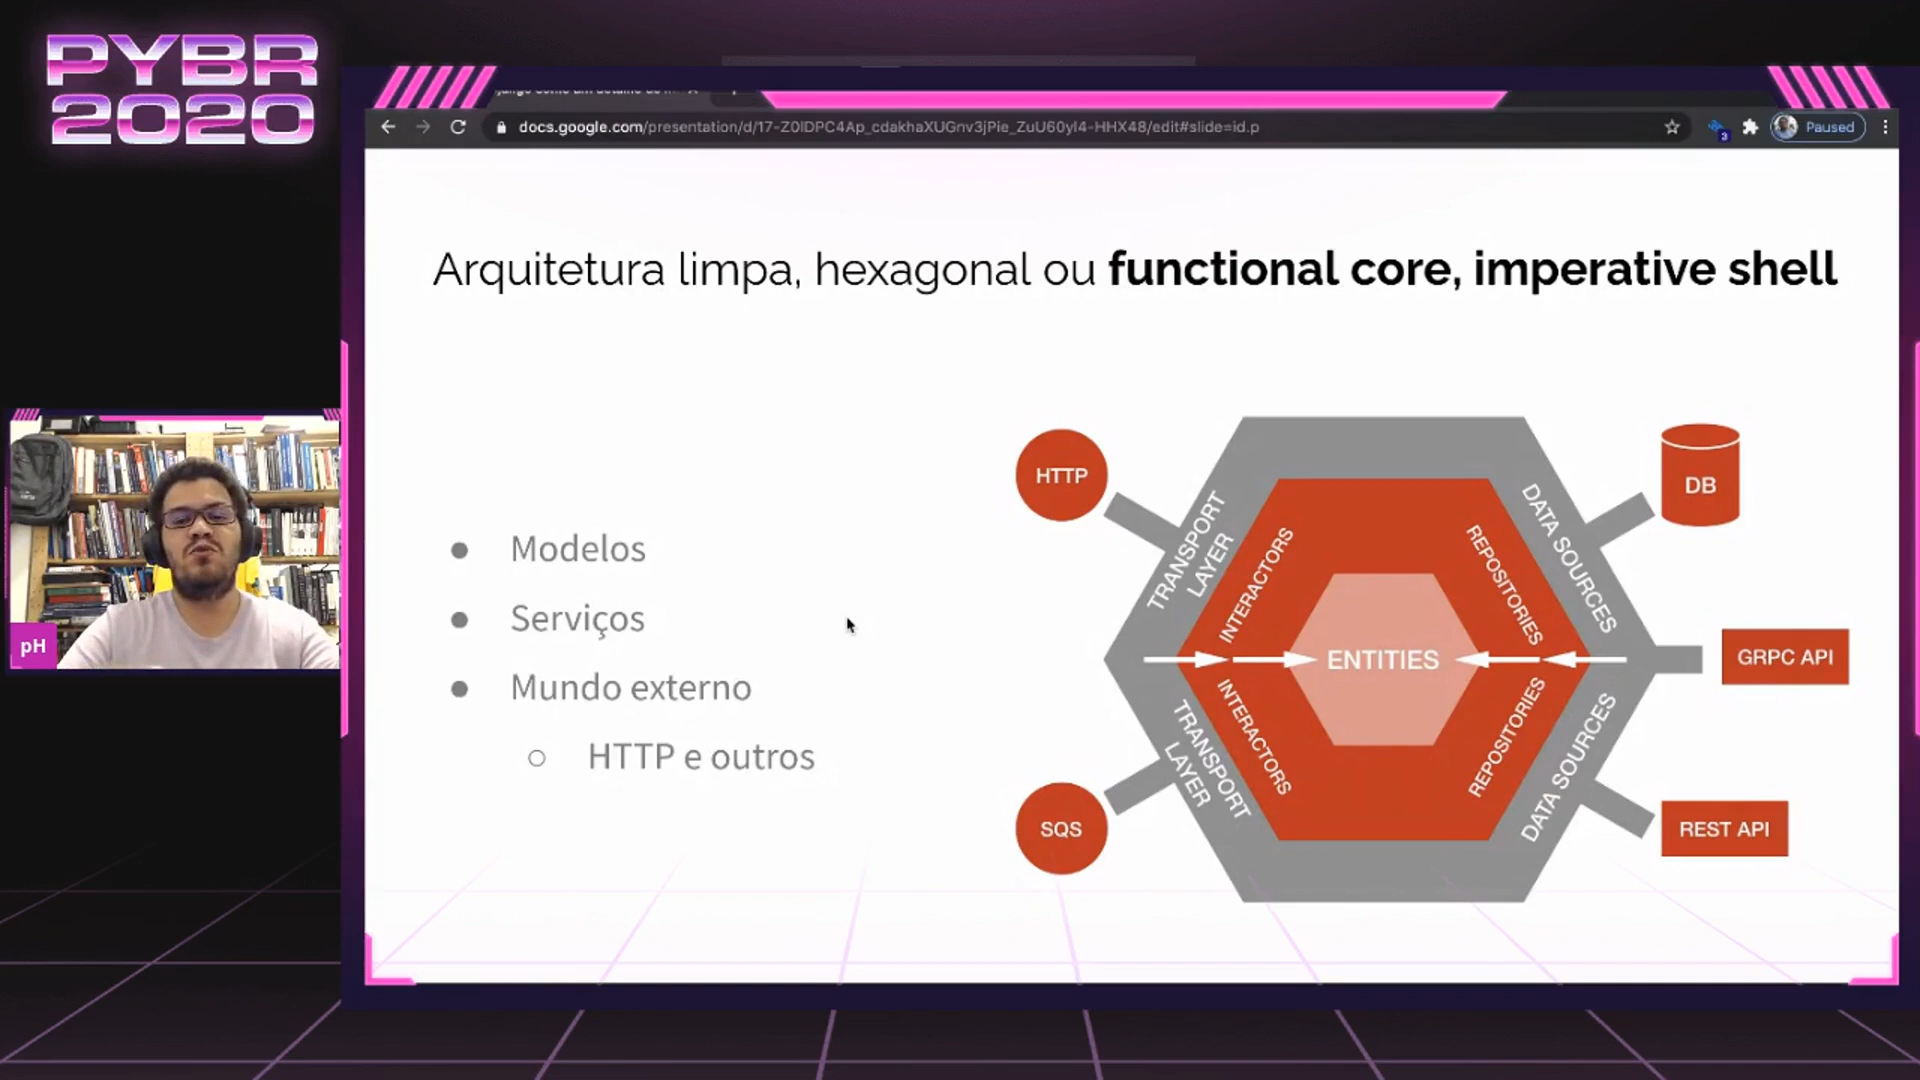 PYBR
2020
docs.google.com/presentation/d/17-Z0lDPC4Ap_cdakhaXUGnv3jPie_ZuU60yI4-HHX48/edit#slide=id.p
3
Paused
Arquitetura limpa, hexagonal ou functional core, imperative shell
Modelos
Serviços
Mundo externo
HTTP e outros
HTTP
SQS
TRANSPORT
LAYER
INTERACTORS
REPOSITORIES
DATA SOURCES
ENTITIES
TRANSPORT
LAYER
INTERACTORS
REPOSITORIES
DATA SOURCES
DB
GRPC API
REST API
pH